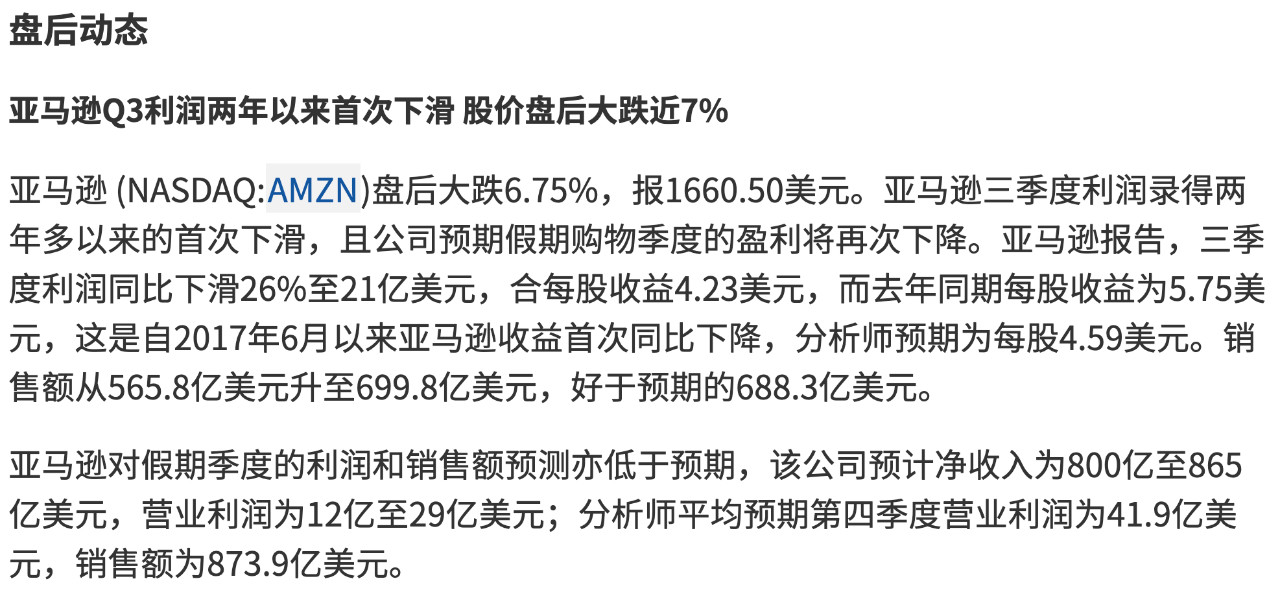 盘后动态
亚马逊Q3利润两年以来首次下滑 股价盘后大跌近7%
亚马逊 (NASDAQ:AMZN)盘后大跌6.75%，报1660.50美元。亚马逊三季度利润录得两
年多以来的首次下滑，且公司预期假期购物季度的盈利将再次下降。亚马逊报告，三季
度利润同比下滑26%至21亿美元，合每股收益4.23美元，而去年同期每股收益为5.75美
元，这是自2017年6月以来亚马逊收益首次同比下降，分析师预期为每股4.59美元。销
售额从565.8亿美元升至699.8亿美元，好于预期的688.3亿美元。
亚马逊对假期季度的利润和销售额预测亦低于预期，该公司预计净收入为800亿至865
亿美元，营业利润为12亿至29亿美元；分析师平均预期第四季度营业利润为41.9亿美
元，销售额为873.9亿美元。